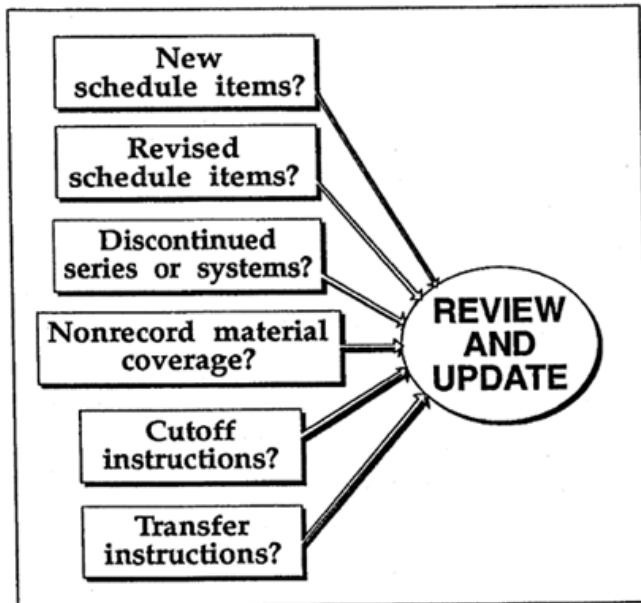 New
schedule items?
Revised
schedule items?
Discontinued
series or systems?
Nonrecord material
coverage?
Cutoff
instructions?
Transfer
instructions?
REVIEW
AND
UPDATE